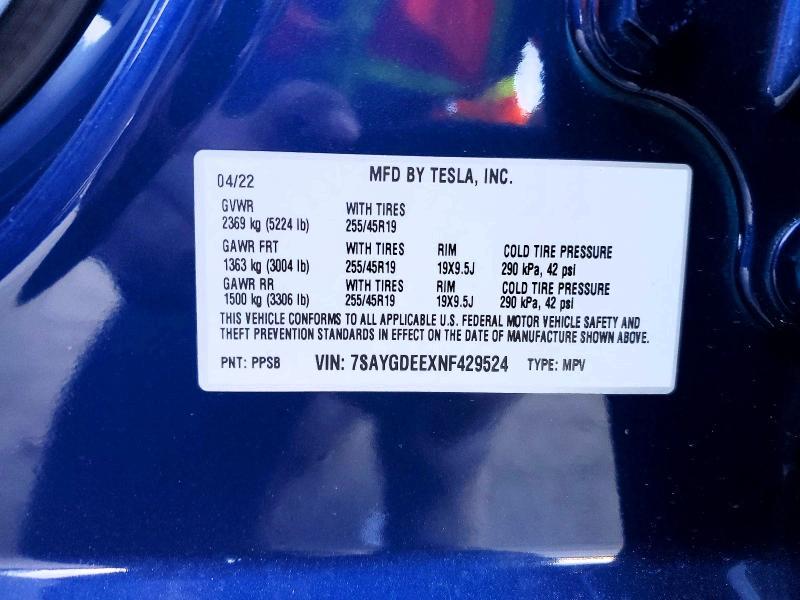 04/22 MFD BY TESLA, INC.
GVWR WITH TIRES
2369 kg (5224 lb) 255/45R19
GAWR FRT WITH TIRES RIM COLD TIRE PRESSURE
1363 kg (3004 lb) 255/45R19 19X9.5J 290 kPa, 42 psi
GAWR RR WITH TIRES RIM COLD TIRE PRESSURE
1500 kg (3306 lb) 255/45R19 19X9.5J 290 kPa, 42 psi
THIS VEHICLE CONFORMS TO ALL APPLICABLE U.S. FEDERAL MOTOR VEHICLE SAFETY AND
THEFT PREVENTION STANDARDS IN EFFECT ON THE DATE OF MANUFACTURE SHOWN ABOVE.
PNT: PPSB VIN: 7SAYGDEEXNF429524 TYPE: MPV